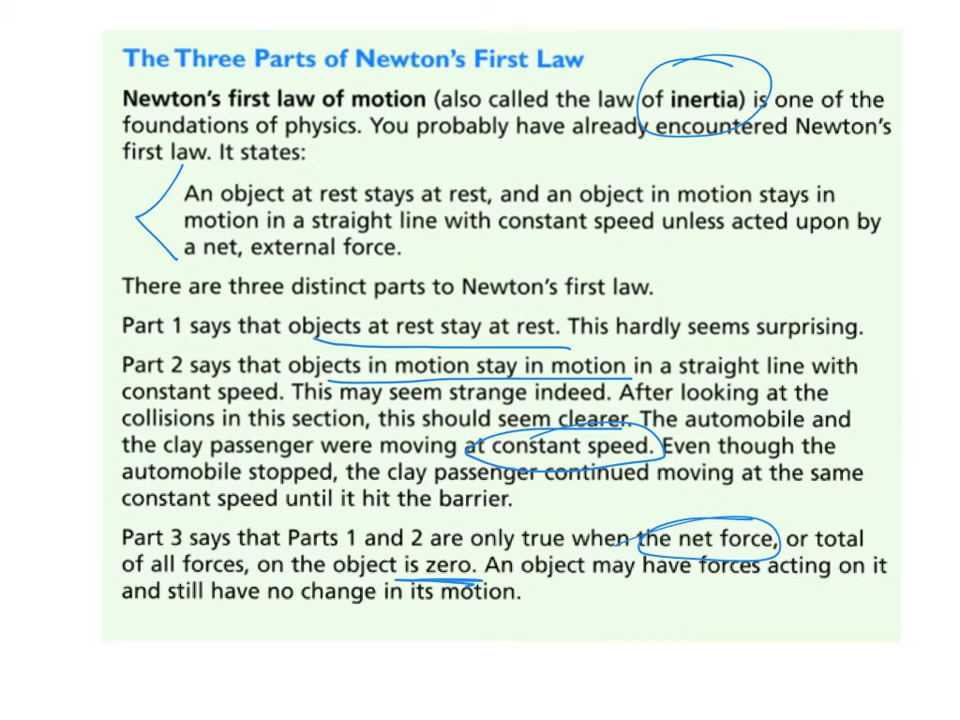 The Three Parts of Newton's First Law
Newton's first law of motion (also called the law of inertia) is one of the
foundations of physics. You probably have already encountered Newton's
first law. It states:
An object at rest stays at rest, and an object in motion stays in
motion in a straight line with constant speed unless acted upon by
a net, external force.
There are three distinct parts to Newton's first law.
Part 1 says that objects at rest stay at rest. This hardly seems surprising.
Part 2 says that objects in motion stay in motion in a straight line with
constant speed. This may seem strange indeed. After looking at the
collisions in this section, this should seem clearer. The automobile and
the clay passenger were moving at constant speed. Even though the
automobile stopped, the clay passenger continued moving at the same
constant speed until it hit the barrier.
Part 3 says that Parts 1 and 2 are only true when the net force, or total
of all forces, on the object is zero. An object may have forces acting on it
and still have no change in its motion.